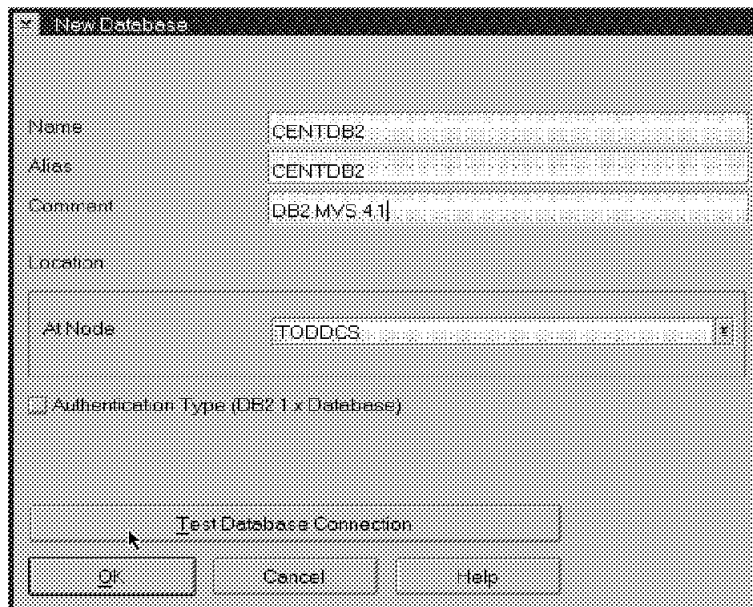 New Database
Name CENTDB2
Alias CENTDB2
Comment DB2 MVS 4.1
Location
At Node TODDCS
Authentication Type (DB2 1.x Database)
Test Database Connection
OK Cancel Help